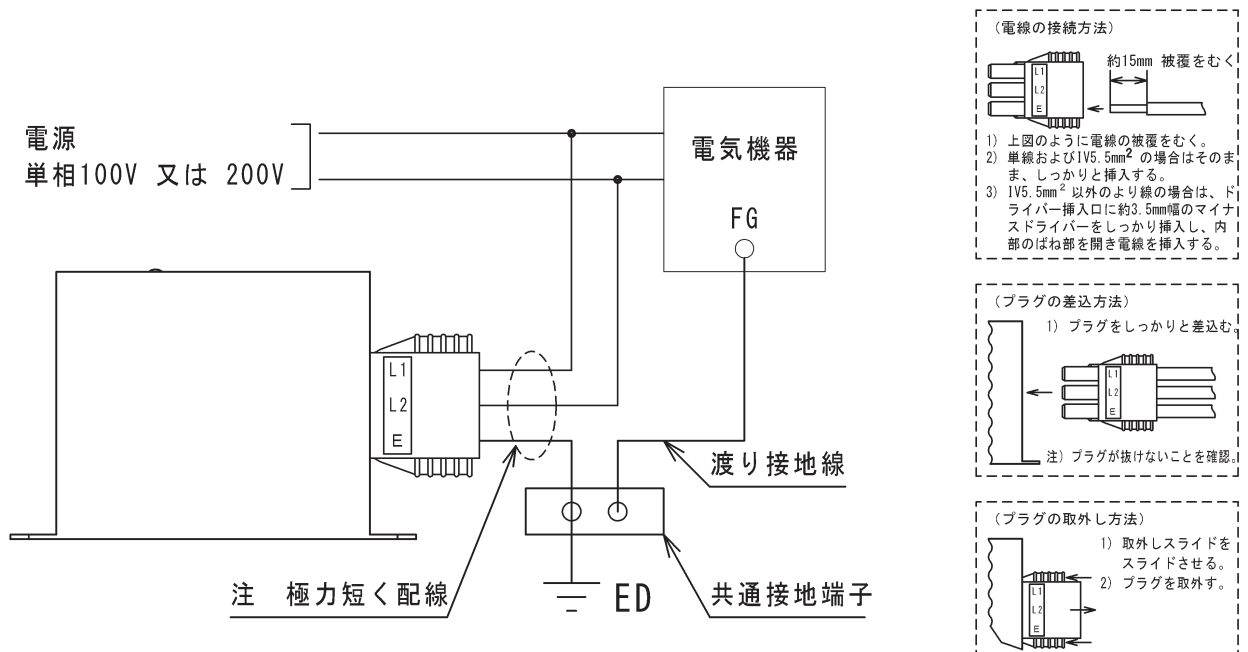 電源
単相100V 又は 200V
電気機器
FG
L1
L2
E
渡り接地線
注 極力短く配線
ED
共通接地端子
(電線の接続方法)
約15mm 被覆をむく
L1
L2
E
1) 上図のように電線の被覆をむく。
2) 単線およびIV5.5mm² の場合はそのま
ま、しっかりと挿入する。
3) IV5.5mm² 以外のより線の場合は、ド
ライバー挿入口に約3.5mm幅のマイナ
スドライバーをしっかり挿入し、内
部のばね部を開き電線を挿入する。
(プラグの差込方法)
1) プラグをしっかりと差込む。
L1
L2
E
注) プラグが抜けないことを確認。
(プラグの取外し方法)
1) 取外しスライドを
スライドさせる。
2) プラグを取外す。
L1
L2
E